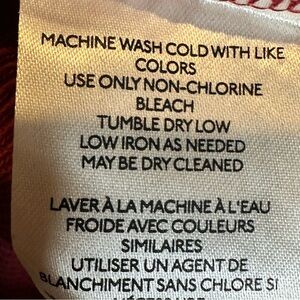 MACHINE WASH COLD WITH LIKE
COLORS
USE ONLY NON-CHLORINE
BLEACH
TUMBLE DRY LOW
LOW IRON AS NEEDED
MAY BE DRY CLEANED
LAVER À LA MACHINE À L'EAU
FROIDE AVEC COULEURS
SIMILAIRES
UTILISER UN AGENT DE
BLANCHIMENT SANS CHLORE SI